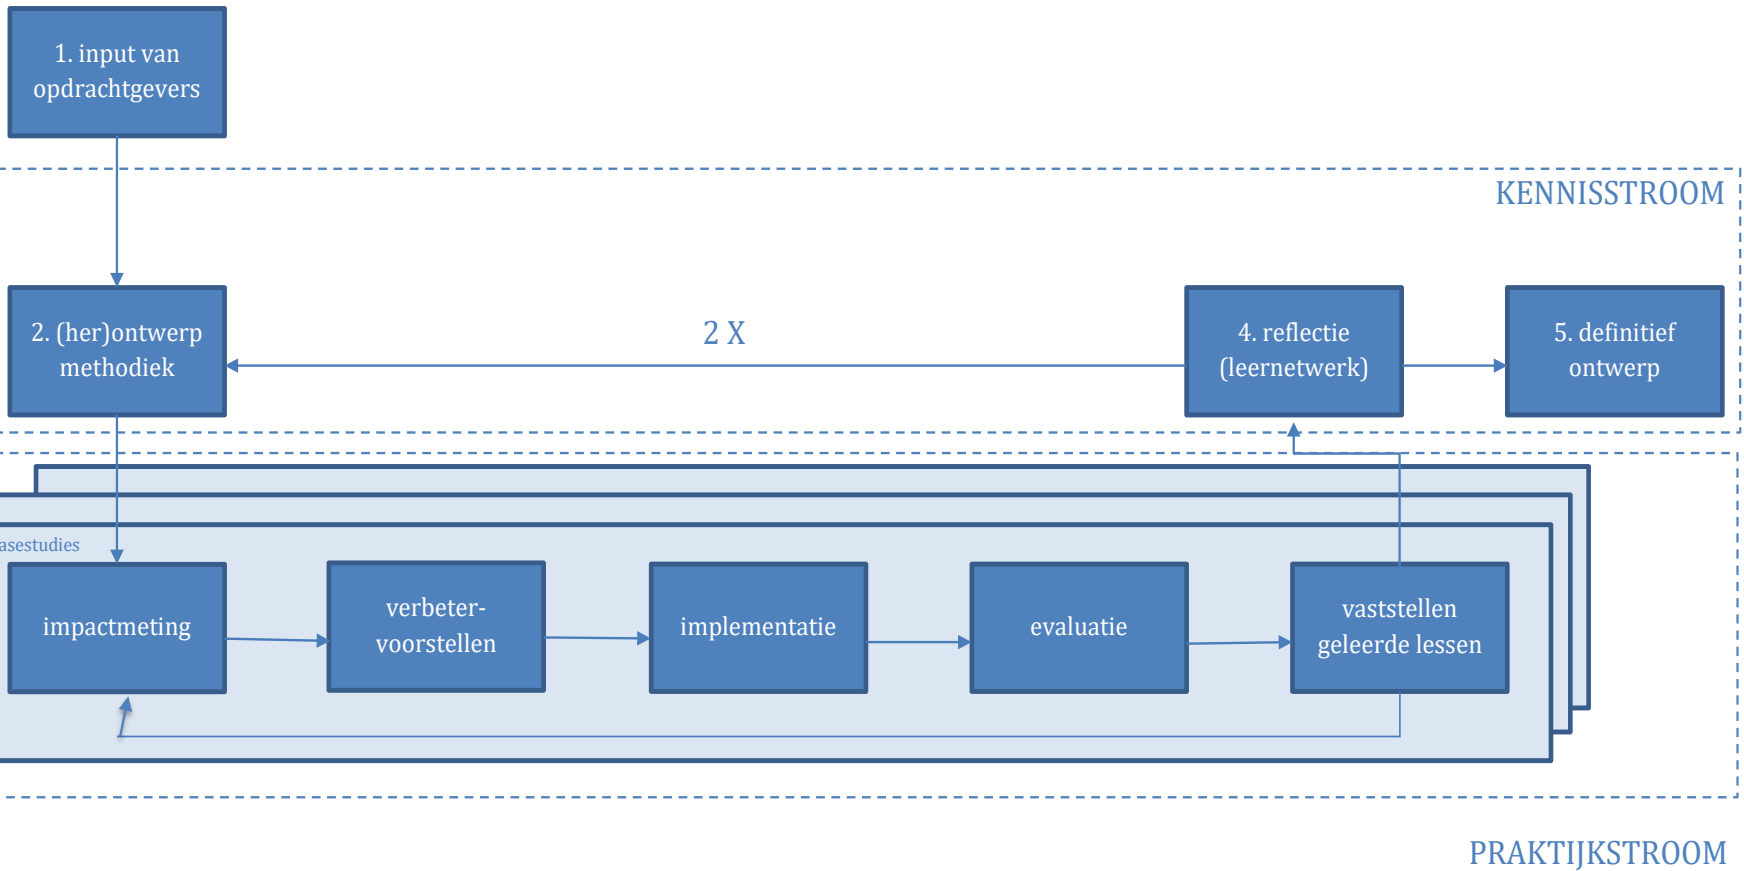 1. input van
opdrachtgevers
KENNISSTROOM
2. (her)ontwerp
methodiek
2 X
4. reflectie
(leernetwerk)
5. definitief
ontwerp
asestudies
impactmeting
verbeter-
voorstellen
implementatie
evaluatie
vaststellen
geleerde lessen
PRAKTIJKSTROOM